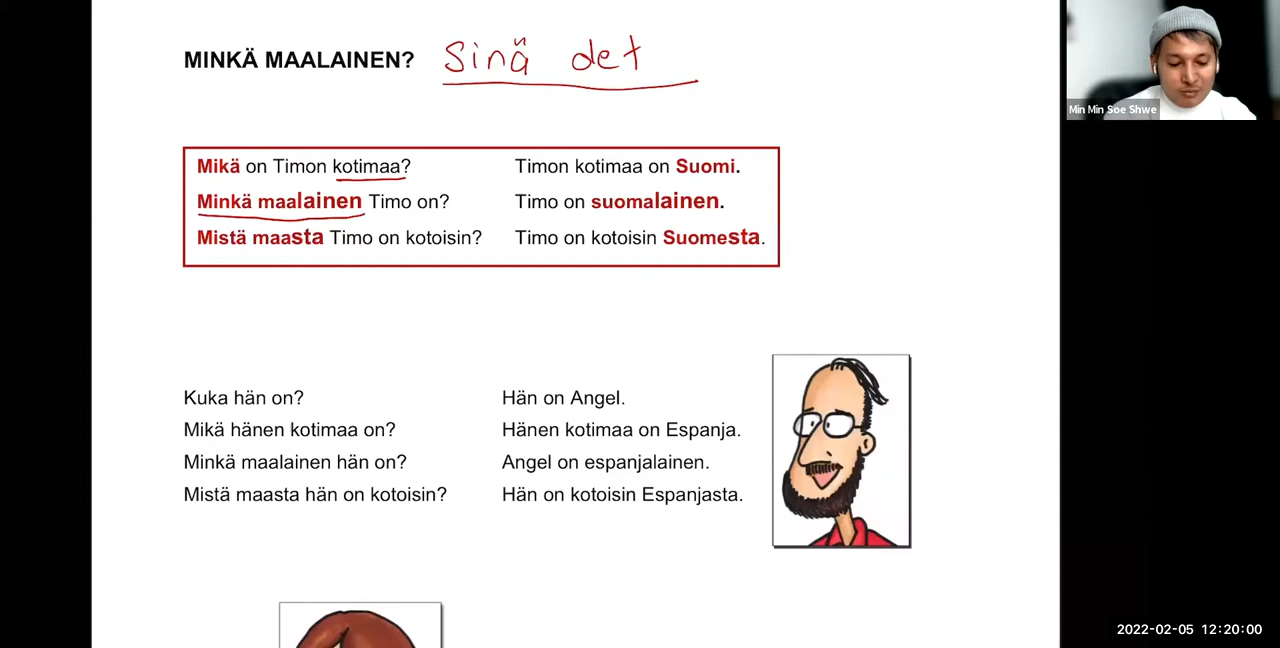 MINKÄ MAALAINEN? Sinä det
Min Min Soe Shwe
Mikä on Timon kotimaa? Timon kotimaa on Suomi.
Minkä maalainen Timo on? Timo on suomalainen.
Mistä maasta Timo on kotoisin? Timo on kotoisin Suomesta.
Kuka hän on? Hän on Angel.
Mikä hänen kotimaa on? Hänen kotimaa on Espanja.
Minkä maalainen hän on? Angel on espanjalainen.
Mistä maasta hän on kotoisin? Hän on kotoisin Espanjasta.
2022-02-05 12:20:00